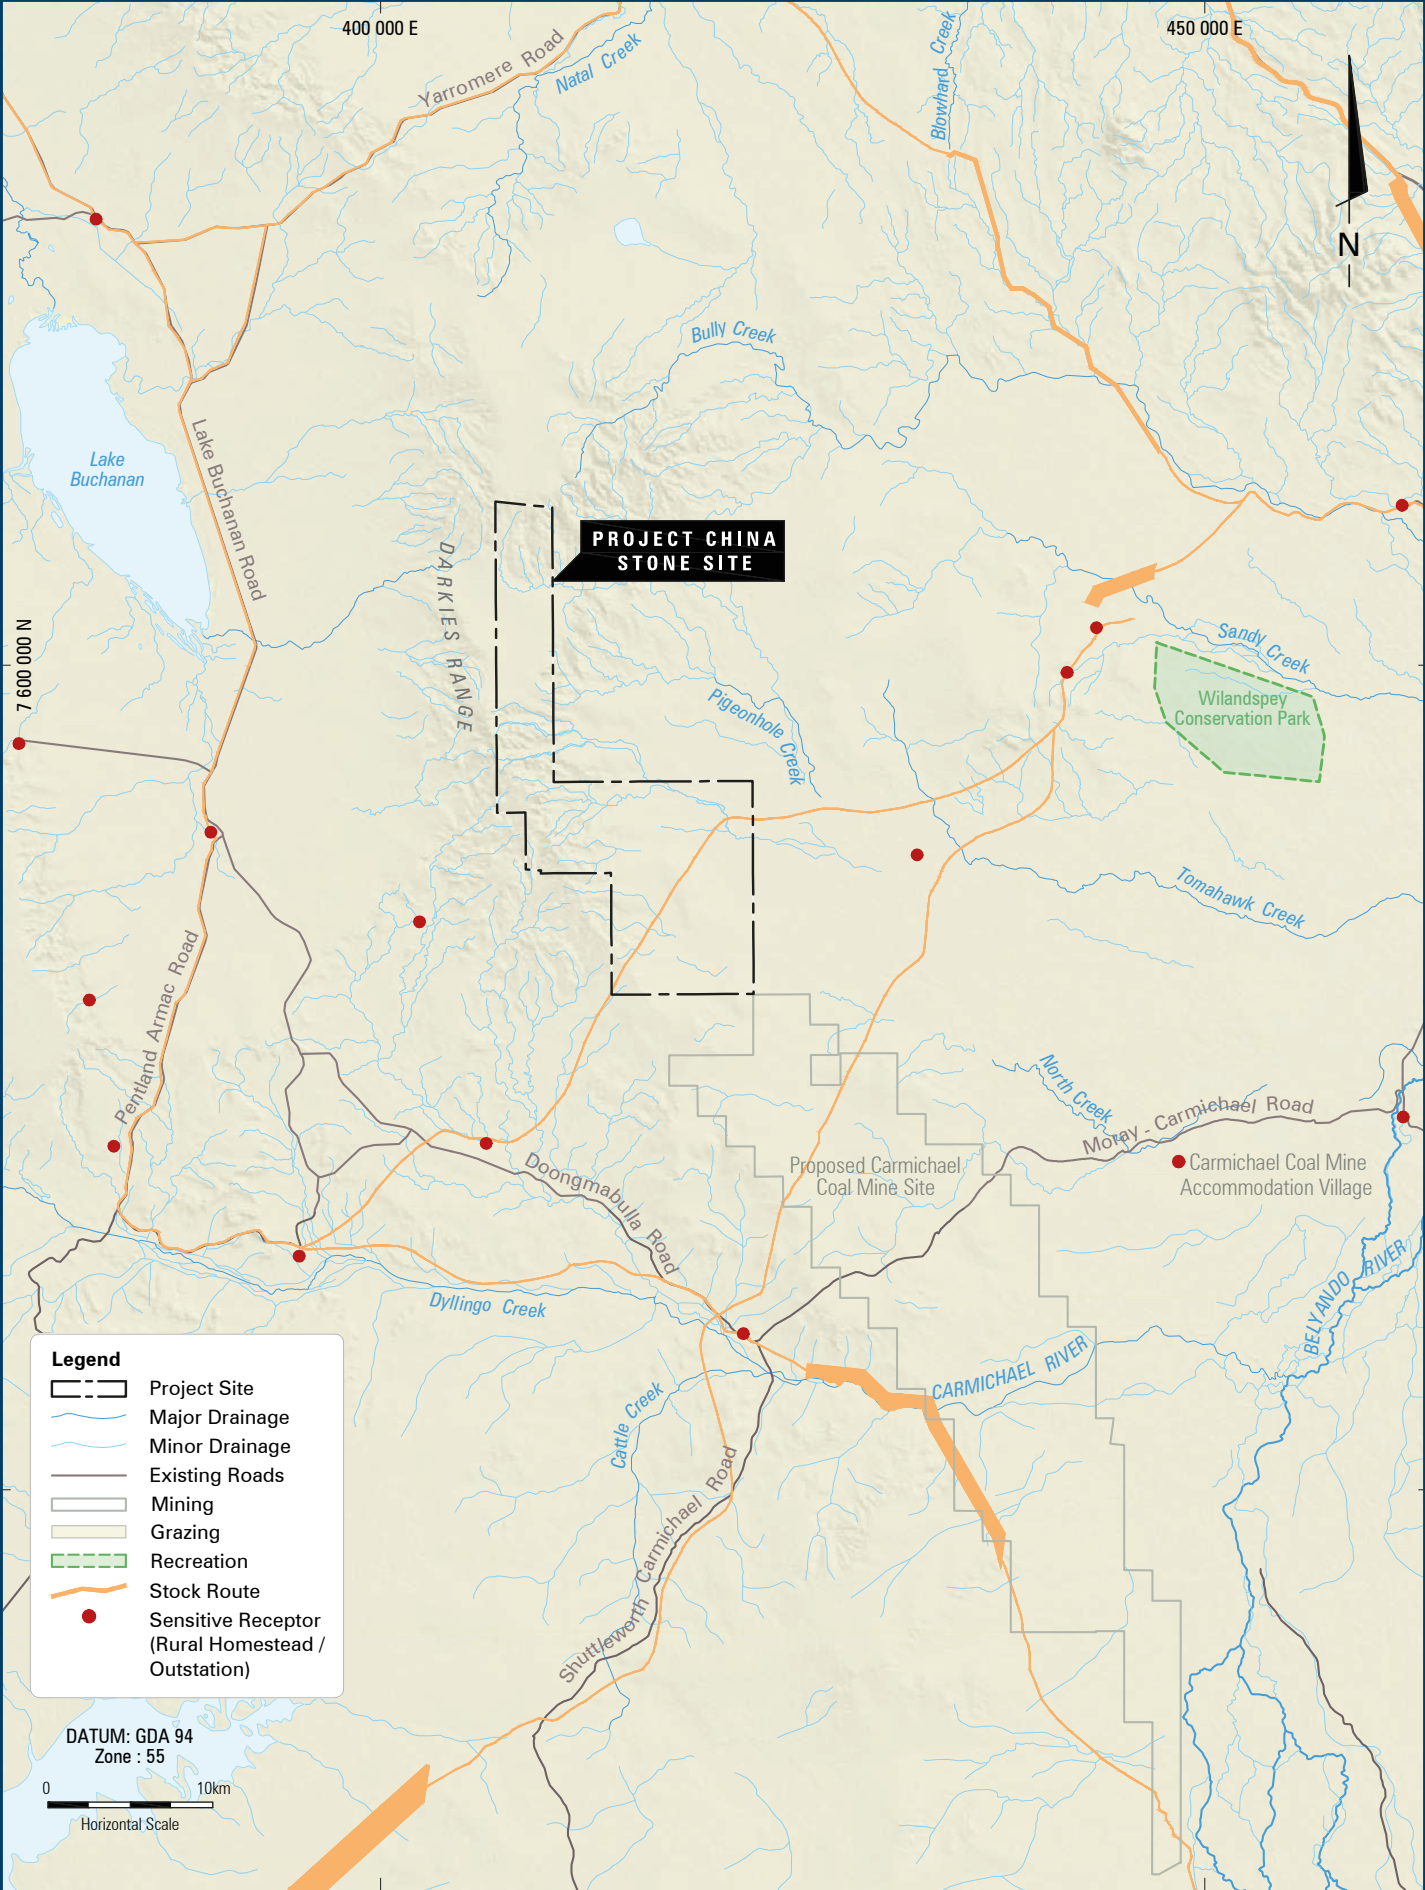 400 000 E
450 000 E
Yarromere Road
Natal Creek
Blowhard Creek
N
Bully Creek
Lake
Buchanan
Lake Buchanan Road
PROJECT CHINA
STONE SITE
DARKIES RANGE
7 600 000 N
Sandy Creek
Wilandspey
Conservation Park
Pigeonhole Creek
Tomahawk Creek
Pentland Armac Road
North Creek
Moray - Carmichael Road
Proposed Carmichael
Coal Mine Site
Carmichael Coal Mine
Accommodation Village
Doongmabulla Road
BELYANDO RIVER
Dyllingo Creek
CARMICHAEL RIVER
Cattle Creek
Shuttleworth Carmichael Road
Legend
Project Site
Major Drainage
Minor Drainage
Existing Roads
Mining
Grazing
Recreation
Stock Route
Sensitive Receptor
(Rural Homestead /
Outstation)
DATUM: GDA 94
Zone : 55
0 10km
Horizontal Scale